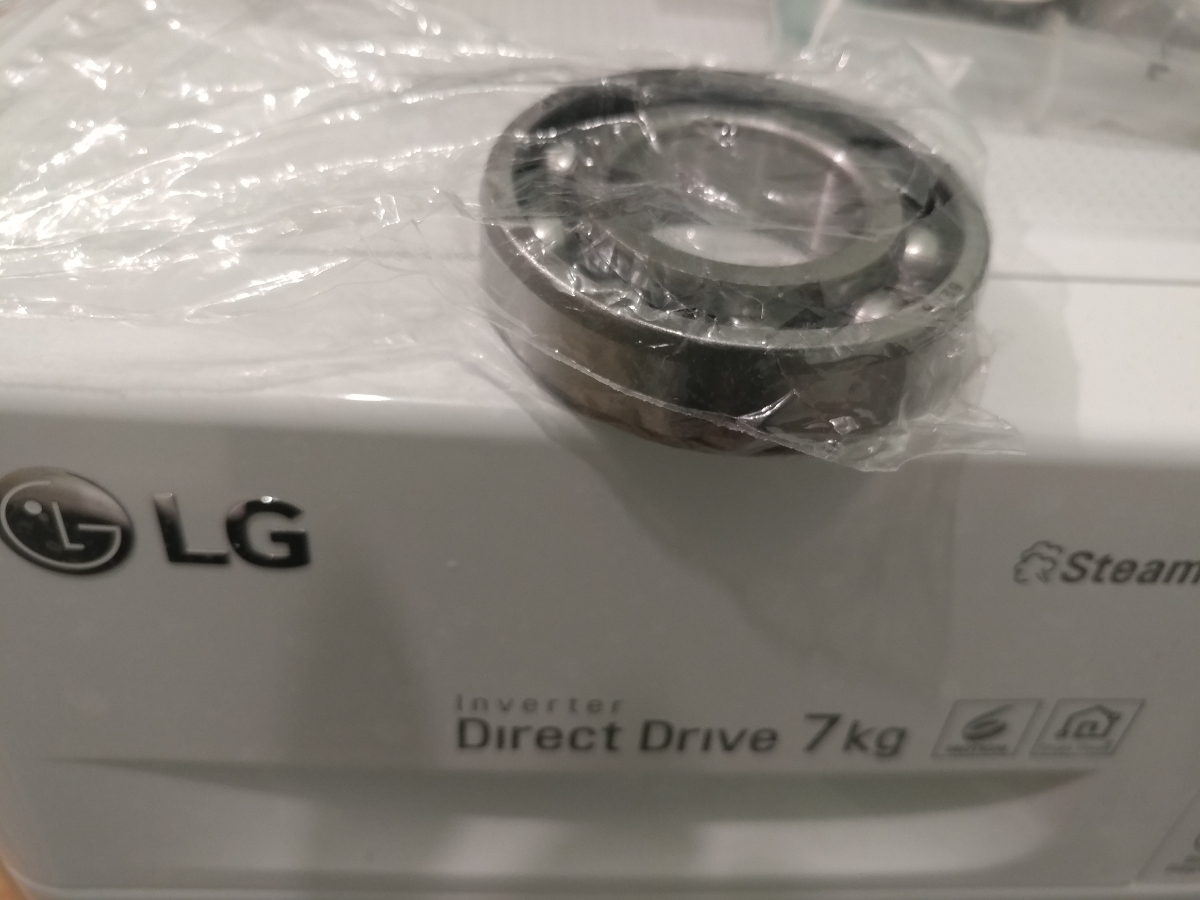 LG
Steam
Inverter
Direct Drive 7kg